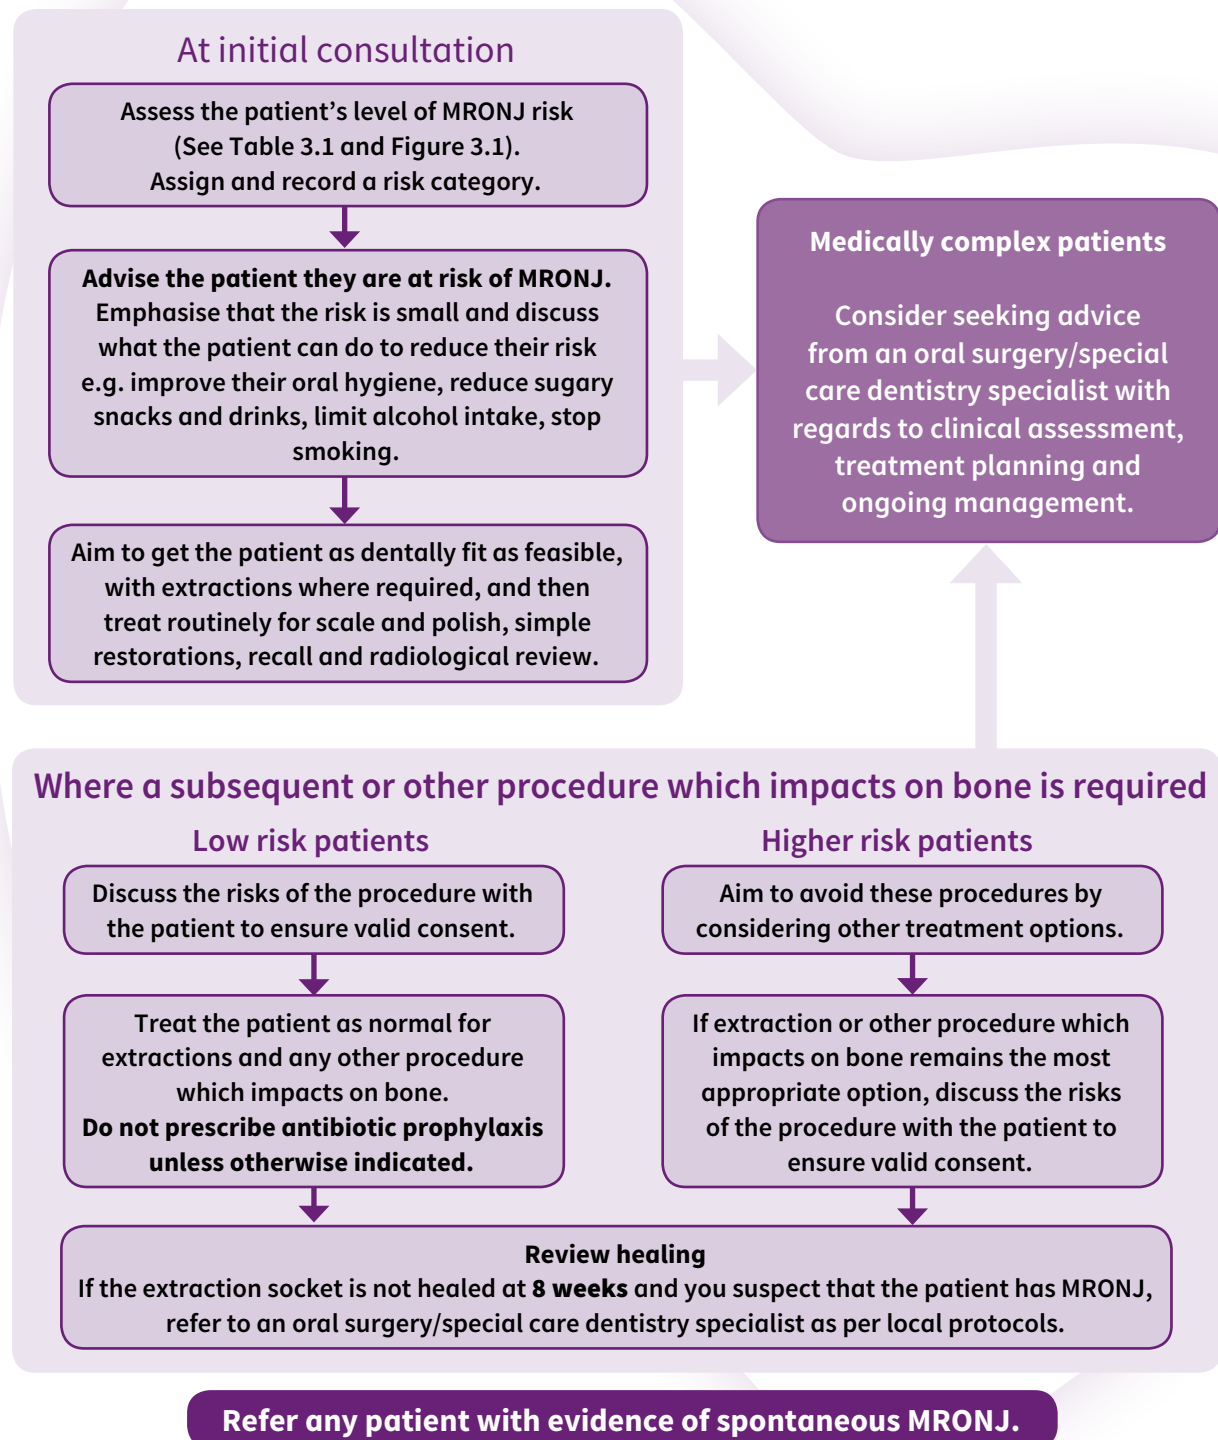 At initial consultation
Assess the patient's level of MRONJ risk
(See Table 3.1 and Figure 3.1).
Assign and record a risk category.
Advise the patient they are at risk of MRONJ.
Emphasise that the risk is small and discuss
what the patient can do to reduce their risk
e.g. improve their oral hygiene, reduce sugary
snacks and drinks, limit alcohol intake, stop
smoking.
Aim to get the patient as dentally fit as feasible,
with extractions where required, and then
treat routinely for scale and polish, simple
restorations, recall and radiological review.
Medically complex patients
Consider seeking advice
from an oral surgery/special
care dentistry specialist with
regards to clinical assessment,
treatment planning and
ongoing management.
Where a subsequent or other procedure which impacts on bone is required
Low risk patients
Discuss the risks of the procedure with
the patient to ensure valid consent.
Treat the patient as normal for
extractions and any other procedure
which impacts on bone.
Do not prescribe antibiotic prophylaxis
unless otherwise indicated.
Higher risk patients
Aim to avoid these procedures by
considering other treatment options.
If extraction or other procedure which
impacts on bone remains the most
appropriate option, discuss the risks
of the procedure with the patient to
ensure valid consent.
Review healing
If the extraction socket is not healed at 8 weeks and you suspect that the patient has MRONJ,
refer to an oral surgery/special care dentistry specialist as per local protocols.
Refer any patient with evidence of spontaneous MRONJ.